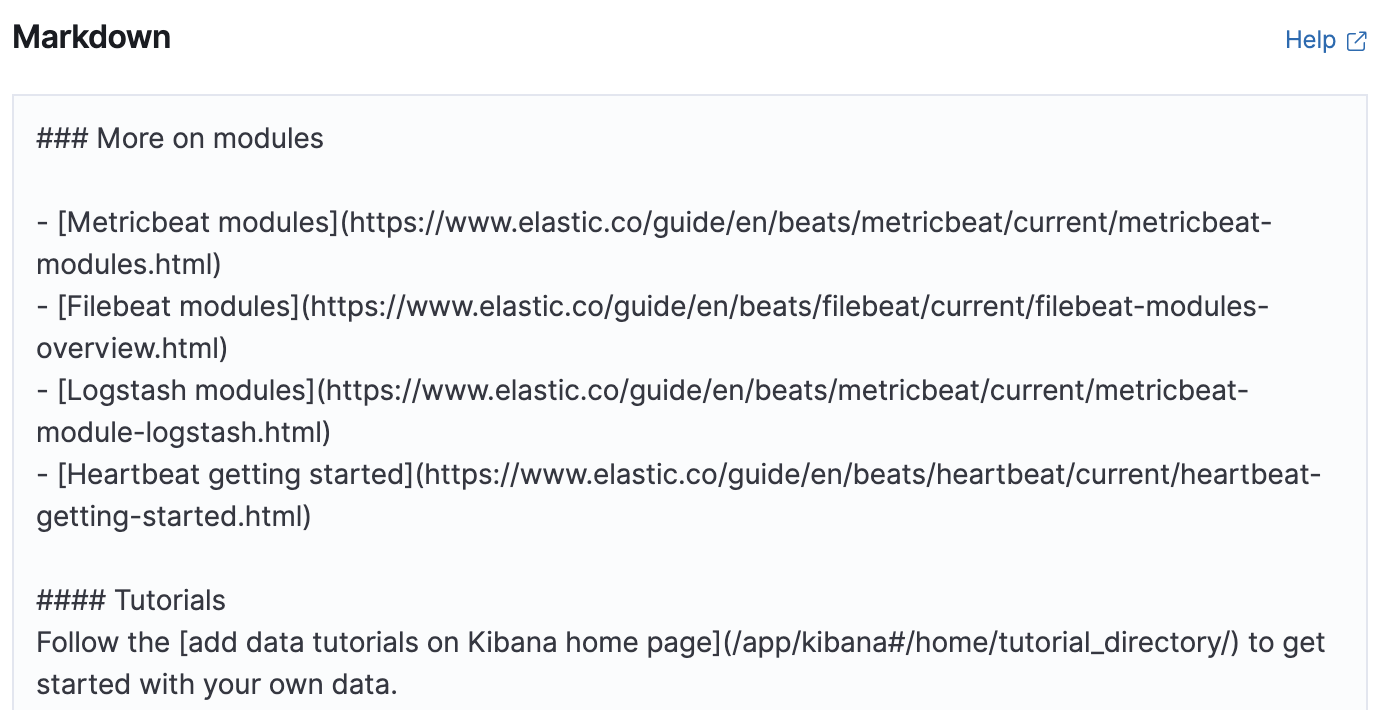 Markdown
Help
### More on modules
- [Metricbeat modules](https://www.elastic.co/guide/en/beats/metricbeat/current/metricbeat-
modules.html)
- [Filebeat modules](https://www.elastic.co/guide/en/beats/filebeat/current/filebeat-modules-
overview.html)
- [Logstash modules](https://www.elastic.co/guide/en/beats/metricbeat/current/metricbeat-
module-logstash.html)
- [Heartbeat getting started](https://www.elastic.co/guide/en/beats/heartbeat/current/heartbeat-
getting-started.html)
#### Tutorials
Follow the [add data tutorials on Kibana home page](/app/kibana#/home/tutorial_directory/) to get
started with your own data.